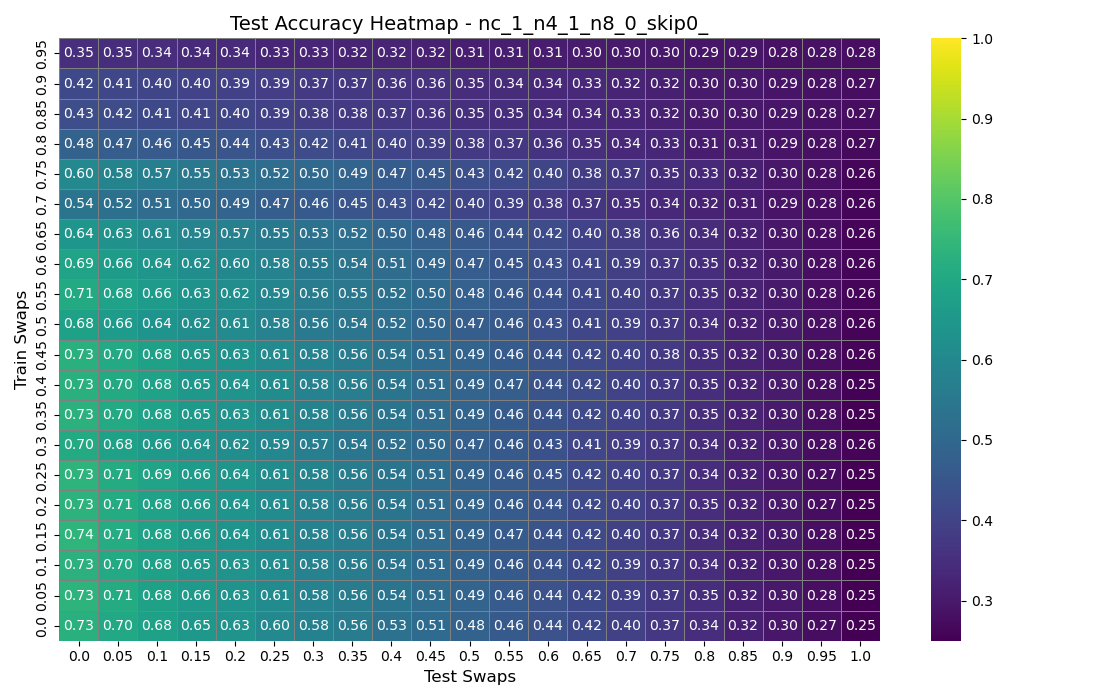 Test Accuracy Heatmap - nc_1_n4_1_n8_0_skip0_
Train Swaps
0.95 0.35 0.35 0.34 0.34 0.34 0.33 0.33 0.32 0.32 0.32 0.31 0.31 0.31 0.30 0.30 0.30 0.29 0.29 0.28 0.28 0.28
0.9 0.42 0.41 0.40 0.40 0.39 0.39 0.37 0.37 0.36 0.36 0.35 0.34 0.34 0.33 0.32 0.32 0.30 0.30 0.29 0.28 0.27
0.85 0.43 0.42 0.41 0.41 0.40 0.39 0.38 0.38 0.37 0.36 0.35 0.35 0.34 0.34 0.33 0.32 0.30 0.30 0.29 0.28 0.27
0.8 0.48 0.47 0.46 0.45 0.44 0.43 0.42 0.41 0.40 0.39 0.38 0.37 0.36 0.35 0.34 0.33 0.31 0.31 0.29 0.28 0.27
0.75 0.60 0.58 0.57 0.55 0.53 0.52 0.50 0.49 0.47 0.45 0.43 0.42 0.40 0.38 0.37 0.35 0.33 0.32 0.30 0.28 0.26
0.7 0.54 0.52 0.51 0.50 0.49 0.47 0.46 0.45 0.43 0.42 0.40 0.39 0.38 0.37 0.35 0.34 0.32 0.31 0.29 0.28 0.26
0.65 0.64 0.63 0.61 0.59 0.57 0.55 0.53 0.52 0.50 0.48 0.46 0.44 0.42 0.40 0.38 0.36 0.34 0.32 0.30 0.28 0.26
0.6 0.69 0.66 0.64 0.62 0.60 0.58 0.55 0.54 0.51 0.49 0.47 0.45 0.43 0.41 0.39 0.37 0.35 0.32 0.30 0.28 0.26
0.55 0.71 0.68 0.66 0.63 0.62 0.59 0.56 0.55 0.52 0.50 0.48 0.46 0.44 0.41 0.40 0.37 0.35 0.32 0.30 0.28 0.26
0.5 0.68 0.66 0.64 0.62 0.61 0.58 0.56 0.54 0.52 0.50 0.47 0.46 0.43 0.41 0.39 0.37 0.34 0.32 0.30 0.28 0.26
0.45 0.73 0.70 0.68 0.65 0.63 0.61 0.58 0.56 0.54 0.51 0.49 0.46 0.44 0.42 0.40 0.38 0.35 0.32 0.30 0.28 0.26
0.4 0.73 0.70 0.68 0.65 0.64 0.61 0.58 0.56 0.54 0.51 0.49 0.47 0.44 0.42 0.40 0.37 0.35 0.32 0.30 0.28 0.25
0.35 0.73 0.70 0.68 0.65 0.63 0.61 0.58 0.56 0.54 0.51 0.49 0.46 0.44 0.42 0.40 0.37 0.35 0.32 0.30 0.28 0.25
0.3 0.70 0.68 0.66 0.64 0.62 0.59 0.57 0.54 0.52 0.50 0.47 0.46 0.43 0.41 0.39 0.37 0.34 0.32 0.30 0.28 0.26
0.25 0.73 0.71 0.69 0.66 0.64 0.61 0.58 0.56 0.54 0.51 0.49 0.46 0.45 0.42 0.40 0.37 0.34 0.32 0.30 0.27 0.25
0.2 0.73 0.71 0.68 0.66 0.64 0.61 0.58 0.56 0.54 0.51 0.49 0.46 0.44 0.42 0.40 0.37 0.35 0.32 0.30 0.27 0.25
0.15 0.74 0.71 0.68 0.66 0.64 0.61 0.58 0.56 0.54 0.51 0.49 0.47 0.44 0.42 0.40 0.37 0.34 0.32 0.30 0.28 0.25
0.1 0.73 0.70 0.68 0.65 0.63 0.61 0.58 0.56 0.54 0.51 0.49 0.46 0.44 0.42 0.39 0.37 0.34 0.32 0.30 0.28 0.25
0.05 0.73 0.71 0.68 0.66 0.63 0.61 0.58 0.56 0.54 0.51 0.49 0.46 0.44 0.42 0.39 0.37 0.35 0.32 0.30 0.28 0.25
0.0 0.73 0.70 0.68 0.65 0.63 0.60 0.58 0.56 0.53 0.51 0.48 0.46 0.44 0.42 0.40 0.37 0.34 0.32 0.30 0.27 0.25
0.0 0.05 0.1 0.15 0.2 0.25 0.3 0.35 0.4 0.45 0.5 0.55 0.6 0.65 0.7 0.75 0.8 0.85 0.9 0.95 1.0
Test Swaps
1.0
0.9
0.8
0.7
0.6
0.5
0.4
0.3